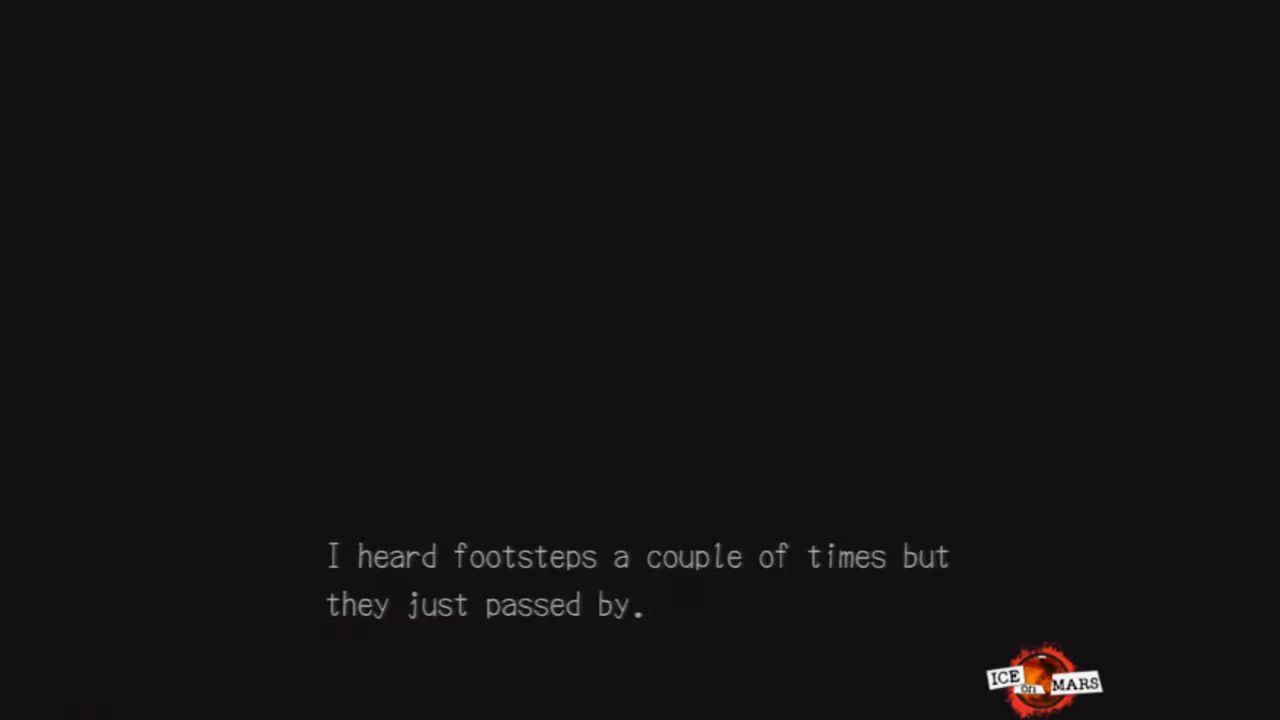 I heard footsteps a couple of times but
they just passed by.
ICE
on
MARS